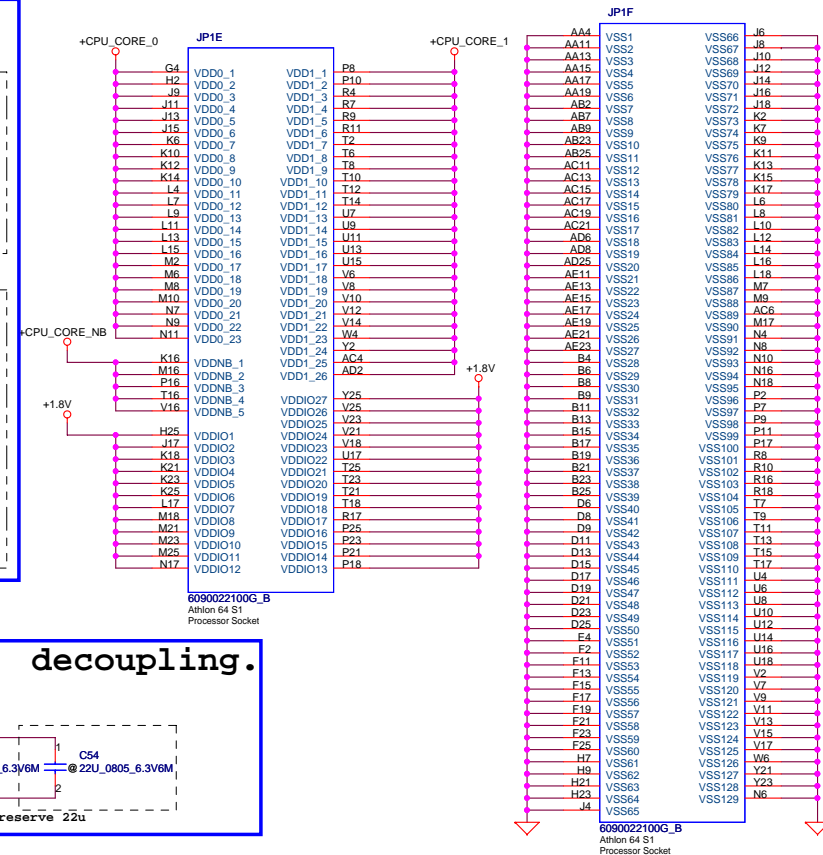 JP1E
+CPU_CORE_0
+CPU_CORE_1
G4 VDD0_1 VDD1_1 P8
H2 VDD0_2 VDD1_2 P10
J9 VDD0_3 VDD1_3 R4
J11 VDD0_4 VDD1_4 R7
J13 VDD0_5 VDD1_5 R9
J15 VDD0_6 VDD1_6 R11
K6 VDD0_7 VDD1_7 T2
K10 VDD0_8 VDD1_8 T6
K12 VDD0_9 VDD1_9 T8
K14 VDD0_10 VDD1_10 T10
L4 VDD0_11 VDD1_11 T12
L7 VDD0_12 VDD1_12 T14
L9 VDD0_13 VDD1_13 U7
L11 VDD0_14 VDD1_14 U9
L13 VDD0_15 VDD1_15 U11
L15 VDD0_16 VDD1_16 U13
M2 VDD0_17 VDD1_17 U15
M6 VDD0_18 VDD1_18 V6
M8 VDD0_19 VDD1_19 V8
M10 VDD0_20 VDD1_20 V10
N7 VDD0_21 VDD1_21 V12
N9 VDD0_22 VDD1_22 V14
N11 VDD0_23 VDD1_23 W4
VDD1_24 Y2
VDD1_25 AC4
VDD1_26 AD2
+CPU_CORE_NB
K16 VDDNB_1
M16 VDDNB_2
P16 VDDNB_3
T16 VDDNB_4
V16 VDDNB_5
+1.8V
+1.8V
VDDIO27 Y25
VDDIO26 V25
VDDIO25 V23
H25 VDDIO1 VDDIO24 V21
J17 VDDIO2 VDDIO23 V18
K18 VDDIO3 VDDIO22 U17
K21 VDDIO4 VDDIO21 T25
K23 VDDIO5 VDDIO20 T23
K25 VDDIO6 VDDIO19 T21
L17 VDDIO7 VDDIO18 T18
M18 VDDIO8 VDDIO17 R17
M21 VDDIO9 VDDIO16 P25
M23 VDDIO10 VDDIO15 P23
M25 VDDIO11 VDDIO14 P21
N17 VDDIO12 VDDIO13 P18
6090022100G_B
Athlon 64 S1
Processor Socket
decoupling.
1
C54
_6.3V6M @ 22U_0805_6.3V6M
2
reserve 22u
JP1F
AA4 VSS1 VSS66 J6
AA11 VSS2 VSS67 J8
AA13 VSS3 VSS68 J10
AA15 VSS4 VSS69 J12
AA17 VSS5 VSS70 J14
AA19 VSS6 VSS71 J16
AB2 VSS7 VSS72 J18
AB7 VSS8 VSS73 K2
AB9 VSS9 VSS74 K7
AB23 VSS10 VSS75 K9
AB25 VSS11 VSS76 K11
AC11 VSS12 VSS77 K13
AC13 VSS13 VSS78 K15
AC15 VSS14 VSS79 K17
AC17 VSS15 VSS80 L6
AC19 VSS16 VSS81 L8
AC21 VSS17 VSS82 L10
AD6 VSS18 VSS83 L12
AD8 VSS19 VSS84 L14
AD25 VSS20 VSS85 L16
AE11 VSS21 VSS86 L18
AE13 VSS22 VSS87 M7
AE15 VSS23 VSS88 M9
AE17 VSS24 VSS89 AC6
AE19 VSS25 VSS90 M17
AE21 VSS26 VSS91 N4
AE23 VSS27 VSS92 N8
B4 VSS28 VSS93 N10
B6 VSS29 VSS94 N16
B8 VSS30 VSS95 N18
B9 VSS31 VSS96 P2
B11 VSS32 VSS97 P7
B13 VSS33 VSS98 P9
B15 VSS34 VSS99 P11
B17 VSS35 VSS100 P17
B19 VSS36 VSS101 R8
B21 VSS37 VSS102 R10
B23 VSS38 VSS103 R16
B25 VSS39 VSS104 R18
D6 VSS40 VSS105 T7
D8 VSS41 VSS106 T9
D9 VSS42 VSS107 T11
D11 VSS43 VSS108 T13
D13 VSS44 VSS109 T15
D15 VSS45 VSS110 T17
D17 VSS46 VSS111 U4
D19 VSS47 VSS112 U6
D21 VSS48 VSS113 U8
D23 VSS49 VSS114 U10
D25 VSS50 VSS115 U12
E4 VSS51 VSS116 U14
F2 VSS52 VSS117 U16
F11 VSS53 VSS118 U18
F13 VSS54 VSS119 V2
F15 VSS55 VSS120 V7
F17 VSS56 VSS121 V9
F19 VSS57 VSS122 V11
F21 VSS58 VSS123 V13
F23 VSS59 VSS124 V15
F25 VSS60 VSS125 V17
H7 VSS61 VSS126 W6
H9 VSS62 VSS127 Y21
H21 VSS63 VSS128 Y23
H23 VSS64 VSS129 N6
J4 VSS65
6090022100G_B
Athlon 64 S1
Processor Socket